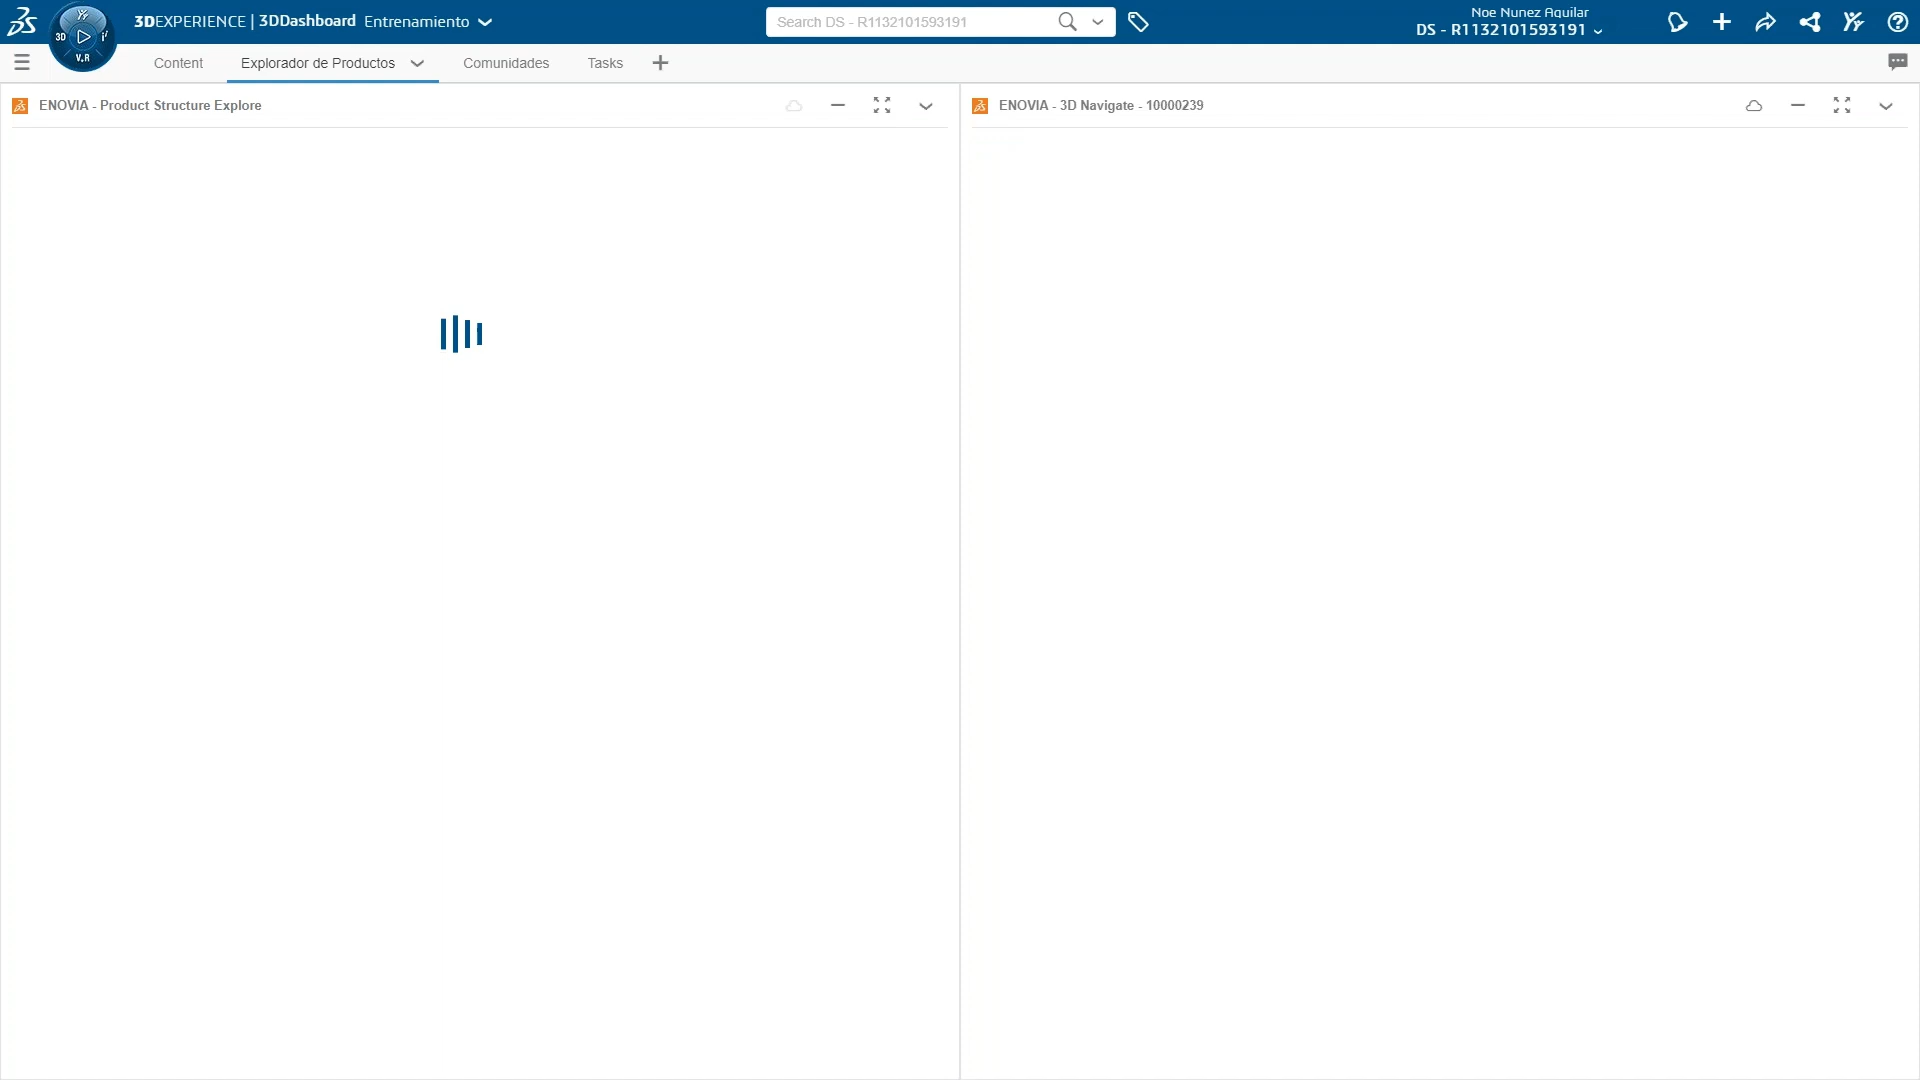 3DEXPERIENCE | 3DDashboard Entrenamiento
Search DS - R1132101593191
Noe Nunez Aguilar
DS - R1132101593191
3D
V.R
Content
Explorador de Productos
Comunidades
Tasks
ENOVIA - Product Structure Explore
ENOVIA - 3D Navigate - 10000239